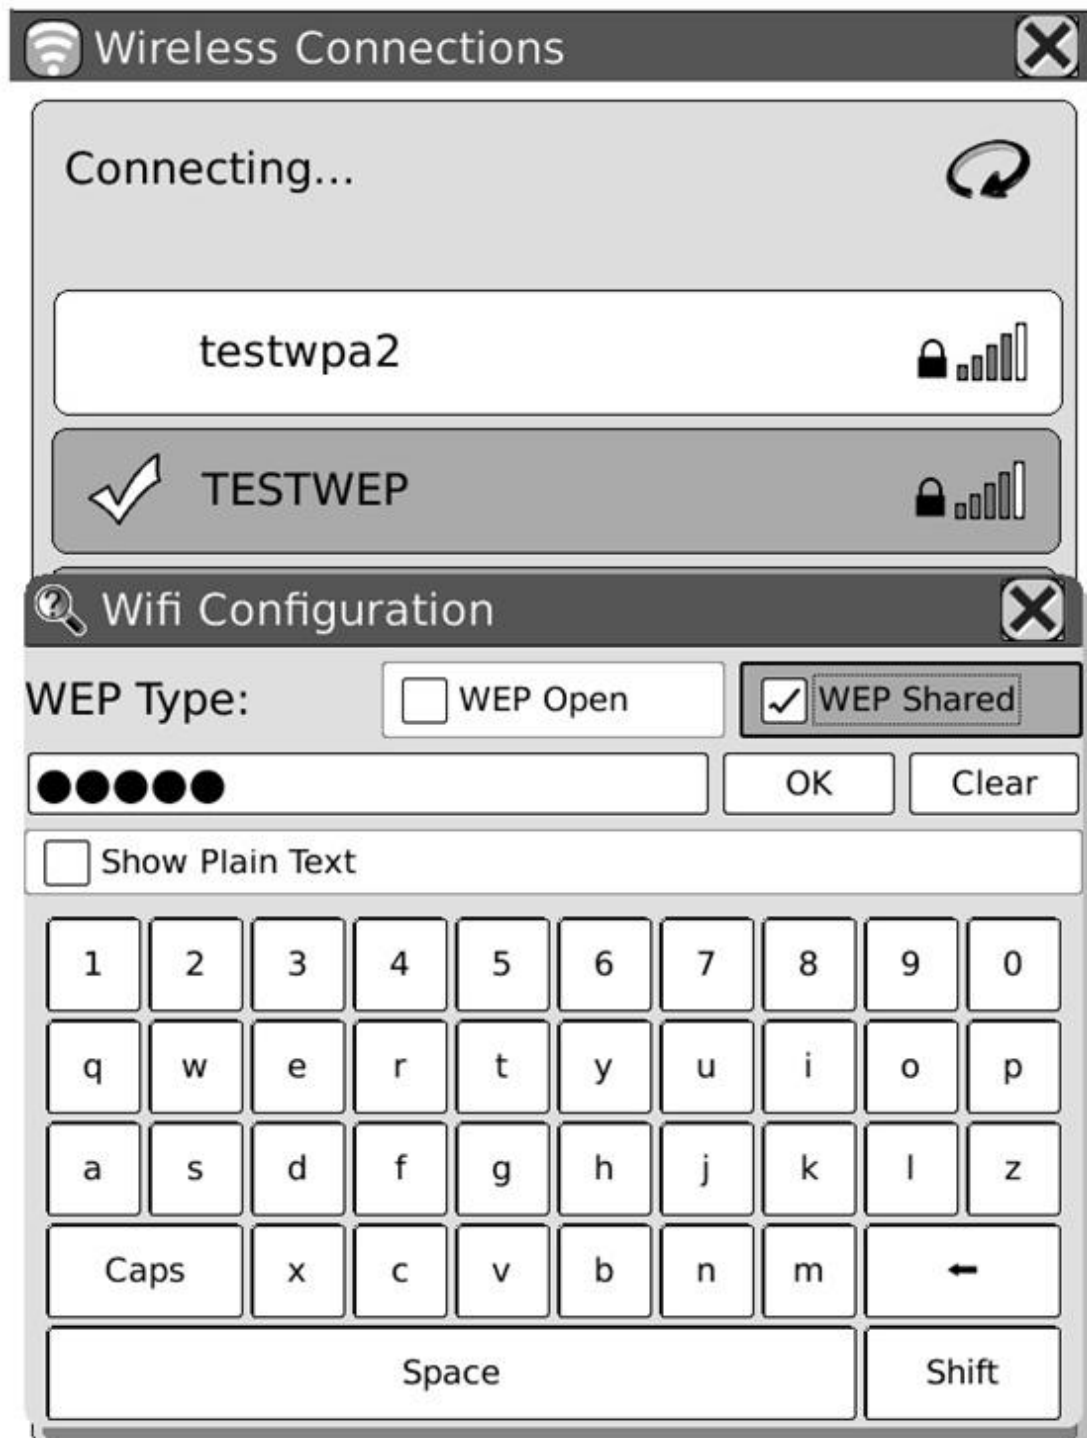 Wireless Connections
Connecting...
testwpa2
TESTWEP
Wifi Configuration
WEP Type: WEP Open WEP Shared
●●●●● OK Clear
Show Plain Text
1 2 3 4 5 6 7 8 9 0
q w e r t y u i o p
a s d f g h j k l z
Caps x c v b n m ←
Space Shift